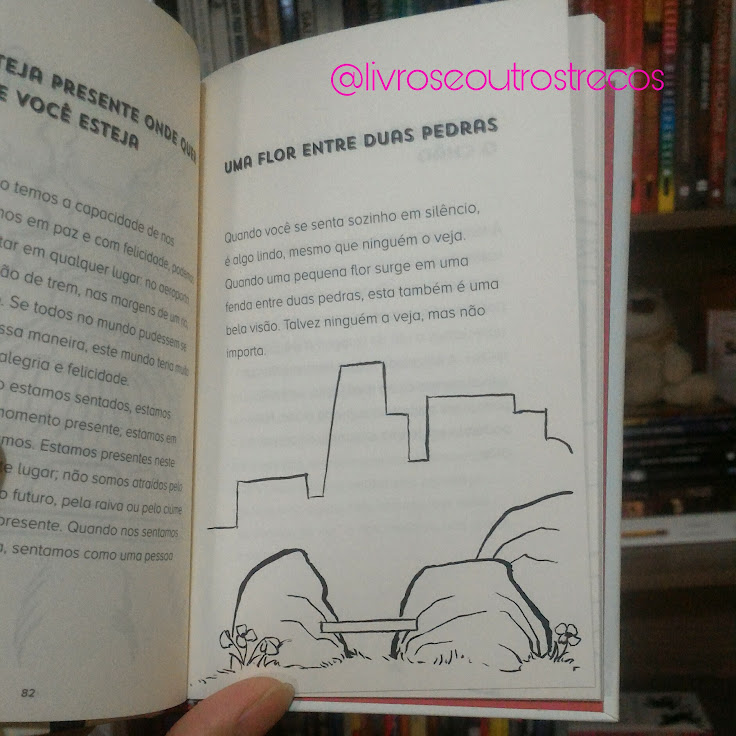 @livroseoutrostrecos
TEJA PRESENTE ONDE QUER
E VOCÊ ESTEJA
o temos a capacidade de nos
em paz e com felicidade, podemos
tar em qualquer lugar: no aeroporto
ão de trem, nas margens de um rio,
. Se todos no mundo pudessem se
ssa maneira, este mundo teria muito
alegria e felicidade.
o estamos sentados, estamos
momento presente; estamos em
mos. Estamos presentes neste
e lugar; não somos atraídos pelo
o futuro, pela raiva ou pelo ciúme
presente. Quando nos sentamos
, sentamos como uma pessoa
82
UMA FLOR ENTRE DUAS PEDRAS
Quando você se senta sozinho em silêncio,
é algo lindo, mesmo que ninguém o veja.
Quando uma pequena flor surge em uma
fenda entre duas pedras, esta também é uma
bela visão. Talvez ninguém a veja, mas não
importa.